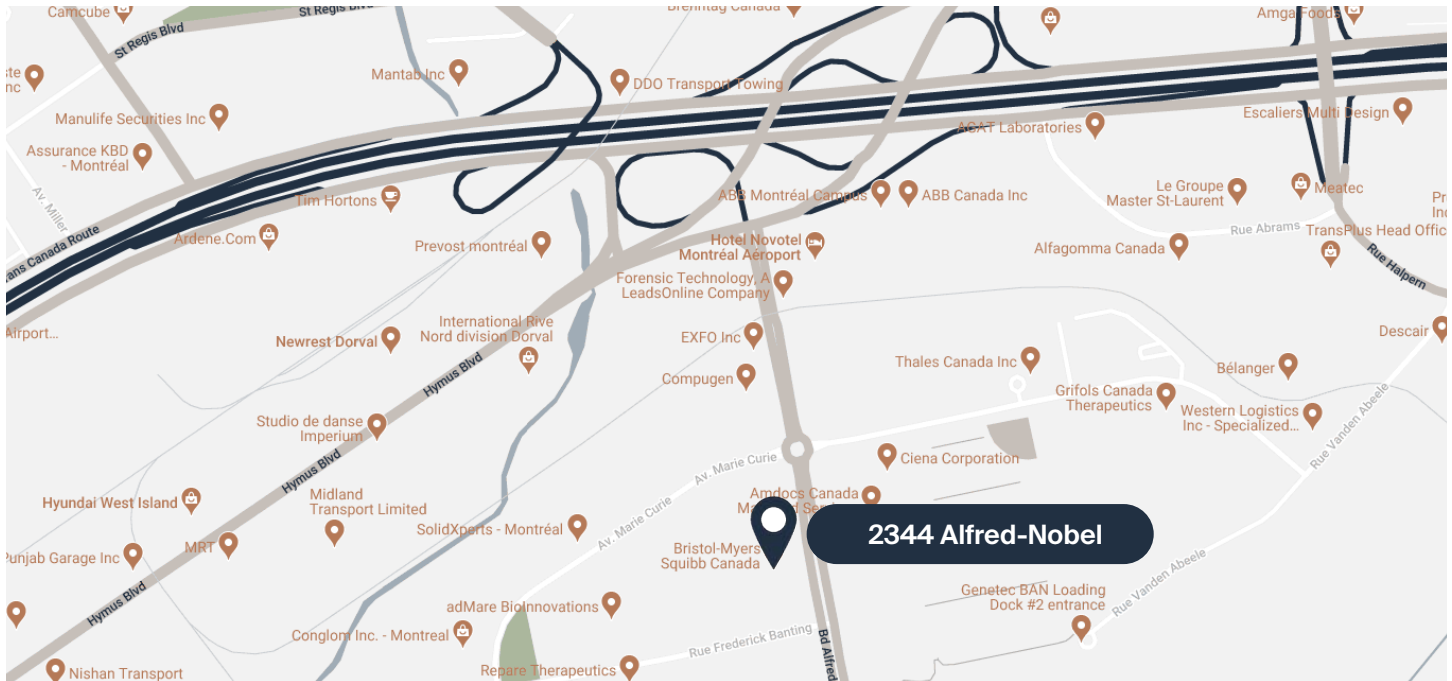 Camcube
St Regis Blvd
St Regis Blvd
Brenntag Canada
Amga Foods
Mantab Inc
DDO Transport Towing
Manulife Securities Inc
Escaliers Multi Design
AGAT Laboratories
Assurance KBD
- Montréal
Av. Miller
Tim Hortons
ABB Montréal Campus
ABB Canada Inc
Le Groupe
Master St-Laurent
Meatec
Ardene.Com
Prevost montréal
Hotel Novotel
Montréal Aéroport
Alfagomma Canada
Rue Abrams
TransPlus Head Offic
Rue Halpern
rans Canada Route
Forensic Technology, A
LeadsOnline Company
Airport...
Newrest Dorval
International Rive
Nord division Dorval
EXFO Inc
Descair
Hymus Blvd
Compugen
Thales Canada Inc
Bélanger
Grifols Canada
Therapeutics
Western Logistics
Inc - Specialized...
Rue Vanden Abeele
Studio de danse
Imperium
Hymus Blvd
Av. Marie Curie
Ciena Corporation
Hyundai West Island
Midland
Transport Limited
Amdocs Canada
SolidXperts - Montréal
Av. Marie Curie
2344 Alfred-Nobel
Punjab Garage Inc
MRT
Bristol-Myers
Squibb Canada
Hymus Blvd
adMare BioInnovations
Genetec BAN Loading
Dock #2 entrance
Rue Vanden Abeele
Conglom Inc. - Montreal
Rue Frederick Banting
Bd Alfred
Nishan Transport
Repare Therapeutics